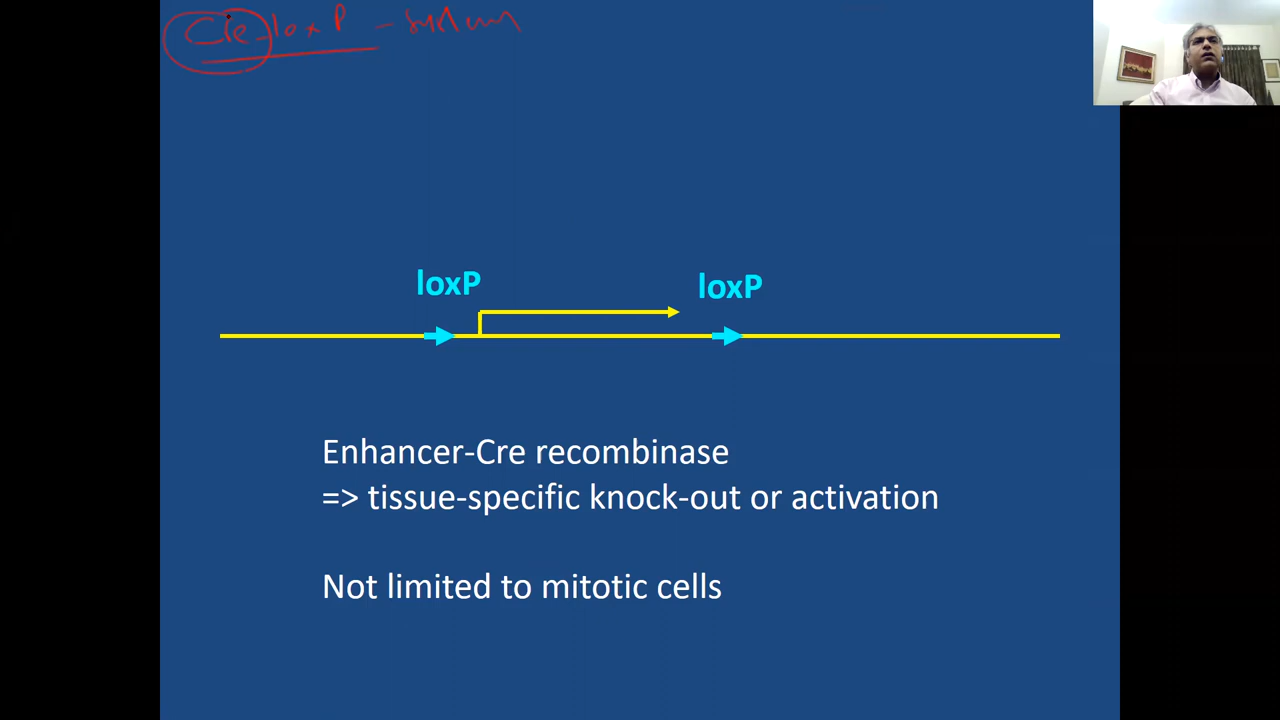 Cre-loxP - system
loxP loxP
Enhancer-Cre recombinase
=> tissue-specific knock-out or activation
Not limited to mitotic cells